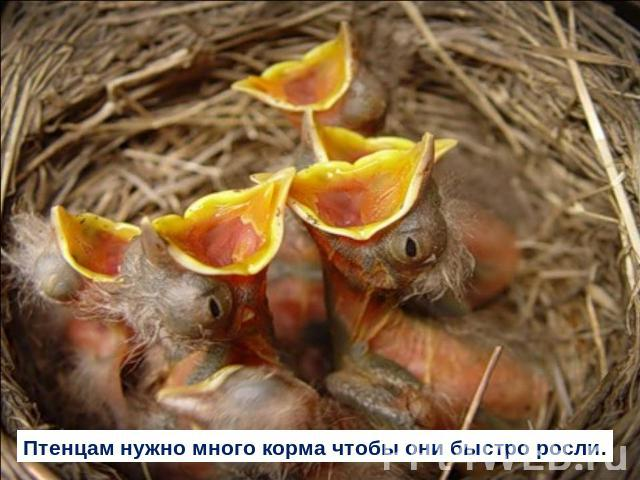 Птенцам нужно много корма чтобы они быстро росли.